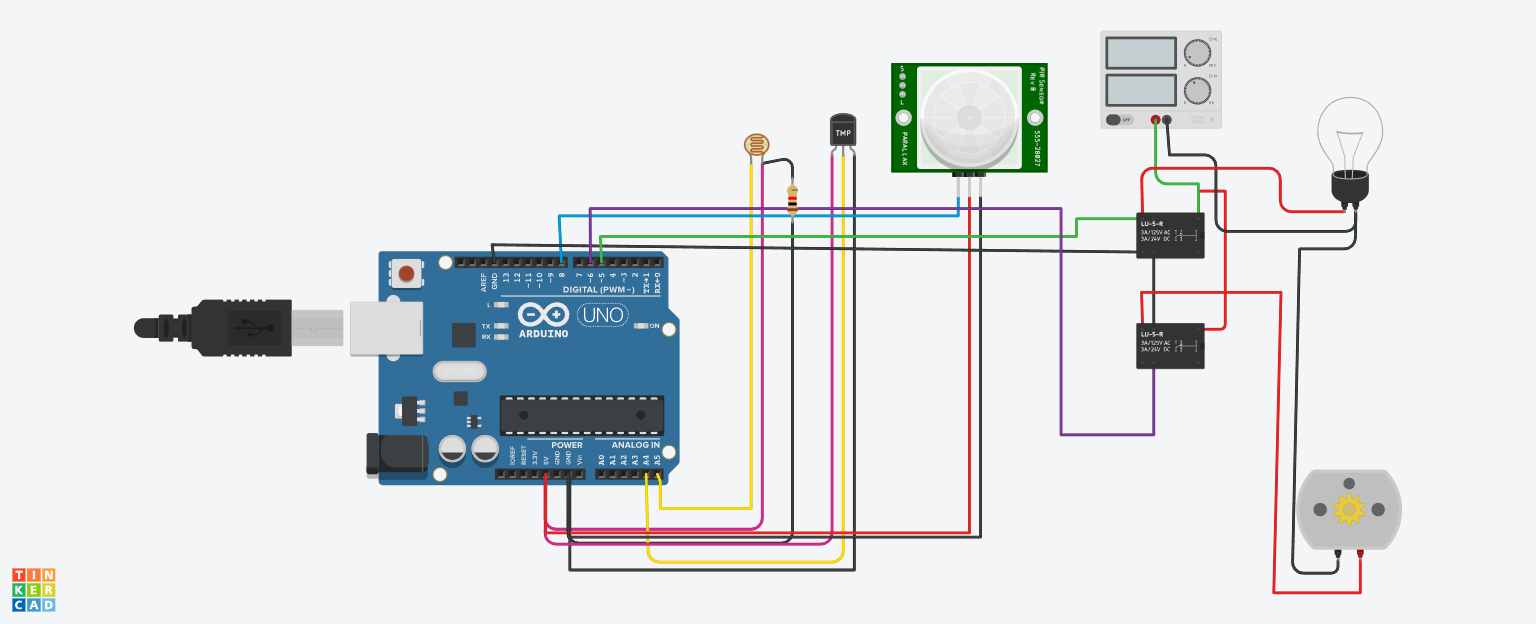 S
L
PIR SENSOR
REV B
PARALLAX
555-28027
OFF
TMP
LU-5-R
3A/125V AC
3A/24V DC
LU-5-R
3A/125V AC
3A/24V DC
AREF
GND
13
12
~11
~10
~9
8
7
~6
~5
4
~3
2
TX→1
RX←0
DIGITAL (PWM~)
L
TX
RX
ARDUINO
UNO
ON
POWER
ANALOG IN
IOREF
RESET
3.3V
5V
GND
GND
Vin
A0
A1
A2
A3
A4
A5
TIN
KER
CAD